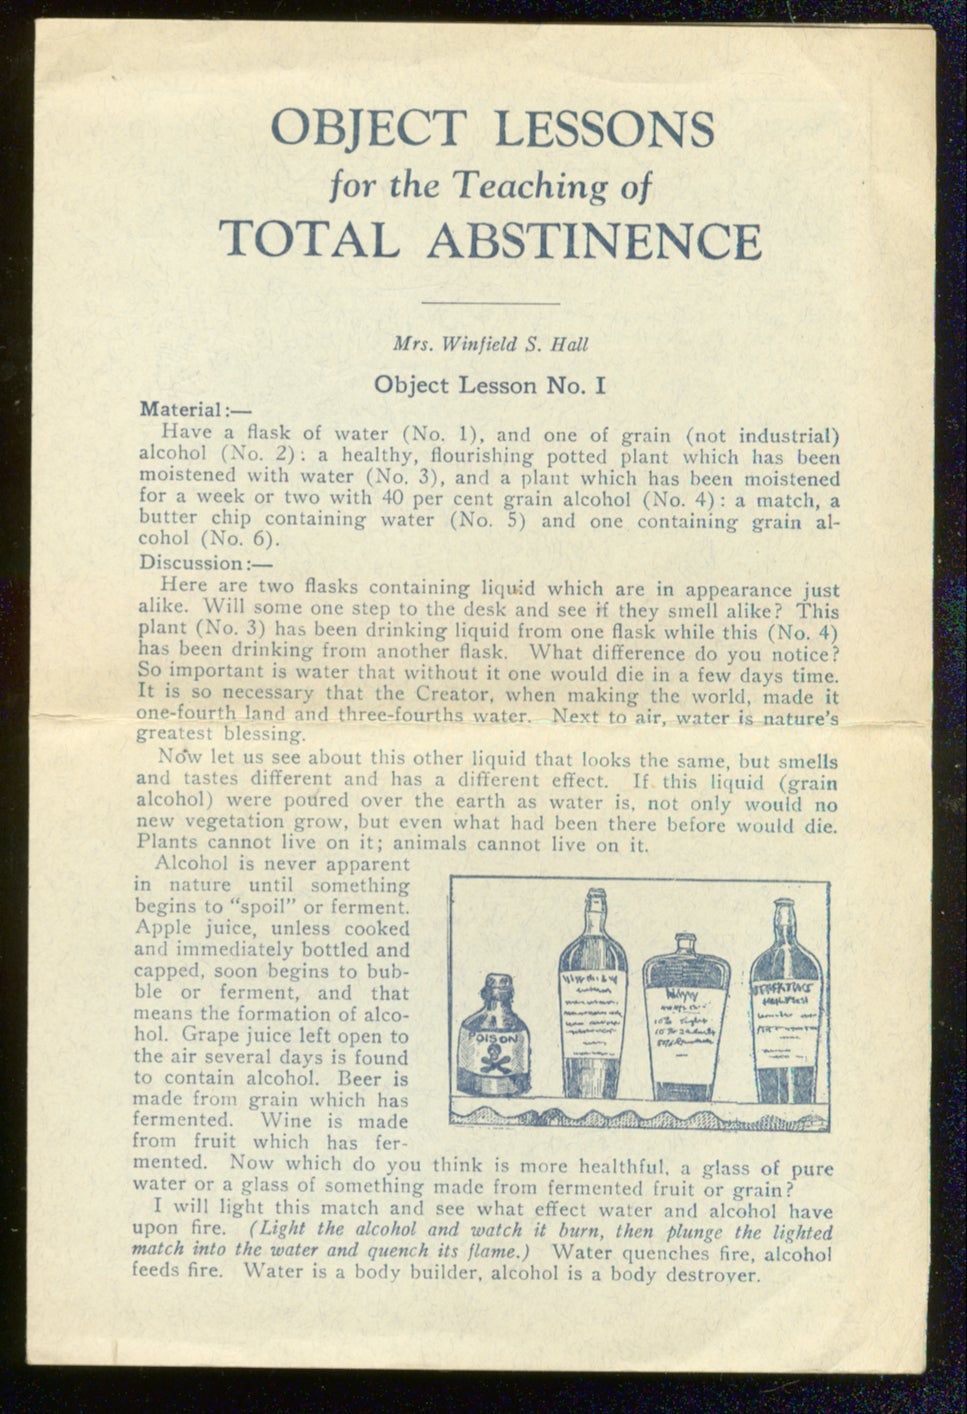 OBJECT LESSONS
for the Teaching of
TOTAL ABSTINENCE
Mrs. Winfield S. Hall
Object Lesson No. I
Material:—
Have a flask of water (No. 1), and one of grain (not industrial)
alcohol (No. 2): a healthy, flourishing potted plant which has been
moistened with water (No. 3), and a plant which has been moistened
for a week or two with 40 per cent grain alcohol (No. 4): a match, a
butter chip containing water (No. 5) and one containing grain al-
cohol (No. 6).
Discussion:—
Here are two flasks containing liquid which are in appearance just
alike. Will some one step to the desk and see if they smell alike? This
plant (No. 3) has been drinking liquid from one flask while this (No. 4)
has been drinking from another flask. What difference do you notice?
So important is water that without it one would die in a few days time.
It is so necessary that the Creator, when making the world, made it
one-fourth land and three-fourths water. Next to air, water is nature's
greatest blessing.
Now let us see about this other liquid that looks the same, but smells
and tastes different and has a different effect. If this liquid (grain
alcohol) were poured over the earth as water is, not only would no
new vegetation grow, but even what had been there before would die.
Plants cannot live on it; animals cannot live on it.
Alcohol is never apparent
in nature until something
begins to "spoil" or ferment.
Apple juice, unless cooked
and immediately bottled and
capped, soon begins to bub-
ble or ferment, and that
means the formation of alco-
hol. Grape juice left open to
the air several days is found
to contain alcohol. Beer is
made from grain which has
fermented. Wine is made
from fruit which has fer-
mented. Now which do you think is more healthful, a glass of pure
water or a glass of something made from fermented fruit or grain?
I will light this match and see what effect water and alcohol have
upon fire. (Light the alcohol and watch it burn, then plunge the lighted
match into the water and quench its flame.) Water quenches fire, alcohol
feeds fire. Water is a body builder, alcohol is a body destroyer.
POISON